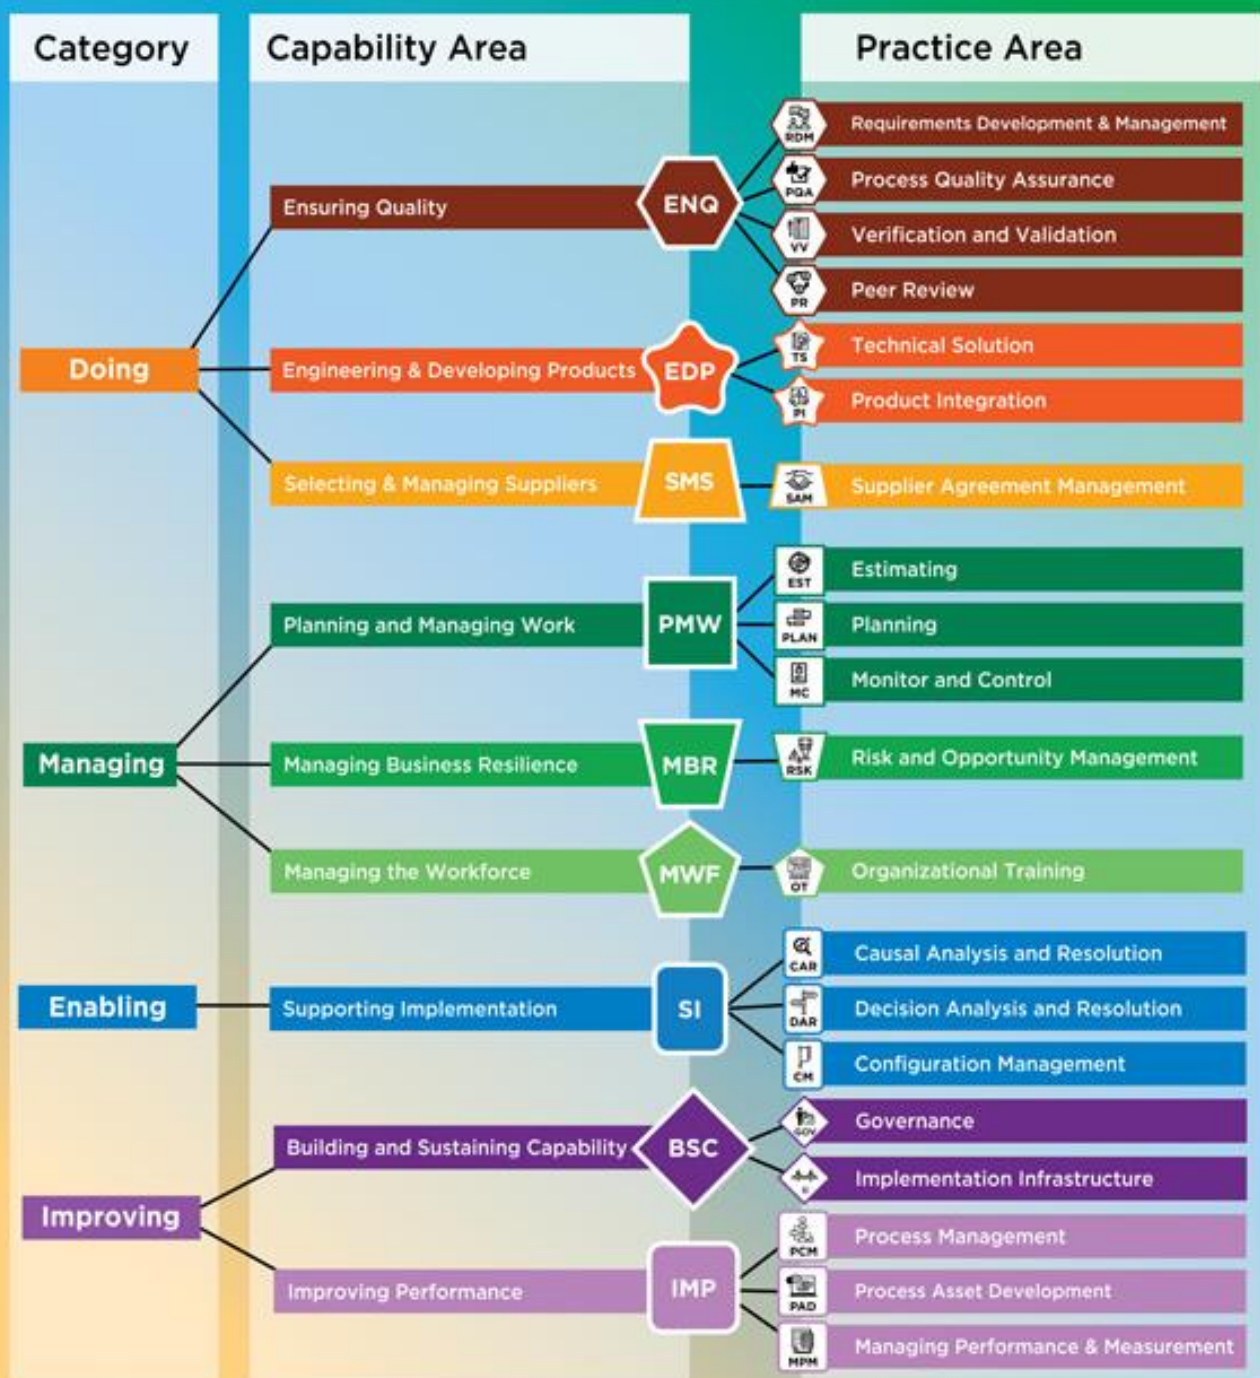 Category
Capability Area
Practice Area
Doing
Ensuring Quality
ENQ
RDM
Requirements Development & Management
PQA
Process Quality Assurance
VV
Verification and Validation
PR
Peer Review
Engineering & Developing Products
EDP
TS
Technical Solution
PI
Product Integration
Selecting & Managing Suppliers
SMS
SAM
Supplier Agreement Management
Managing
Planning and Managing Work
PMW
EST
Estimating
PLAN
Planning
MC
Monitor and Control
Managing Business Resilience
MBR
RSK
Risk and Opportunity Management
Managing the Workforce
MWF
OT
Organizational Training
Enabling
Supporting Implementation
SI
CAR
Causal Analysis and Resolution
DAR
Decision Analysis and Resolution
CM
Configuration Management
Improving
Building and Sustaining Capability
BSC
GOV
Governance
Implementation Infrastructure
Improving Performance
IMP
PCM
Process Management
PAD
Process Asset Development
MPM
Managing Performance & Measurement